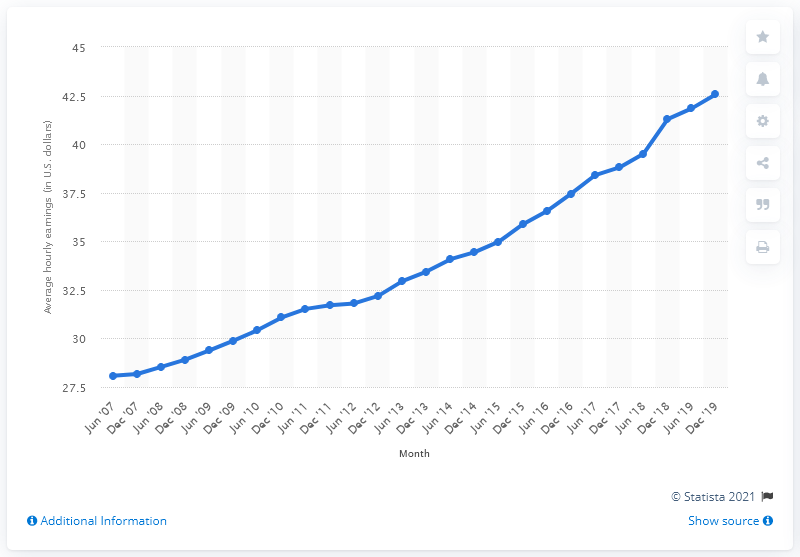 45
42.5
40
37.5
35
32.5
30
27.5
Average hourly earnings (in U.S. dollars)
Jun '07
Dec '07
Jun '08
Dec '08
Jun '09
Dec '09
Jun '10
Dec '10
Jun '11
Dec '11
Jun '12
Dec '12
Jun '13
Dec '13
Jun '14
Dec '14
Jun '15
Dec '15
Jun '16
Dec '16
Jun '17
Dec '17
Jun '18
Dec '18
Jun '19
Dec '19
Month
© Statista 2021
Additional Information
Show source